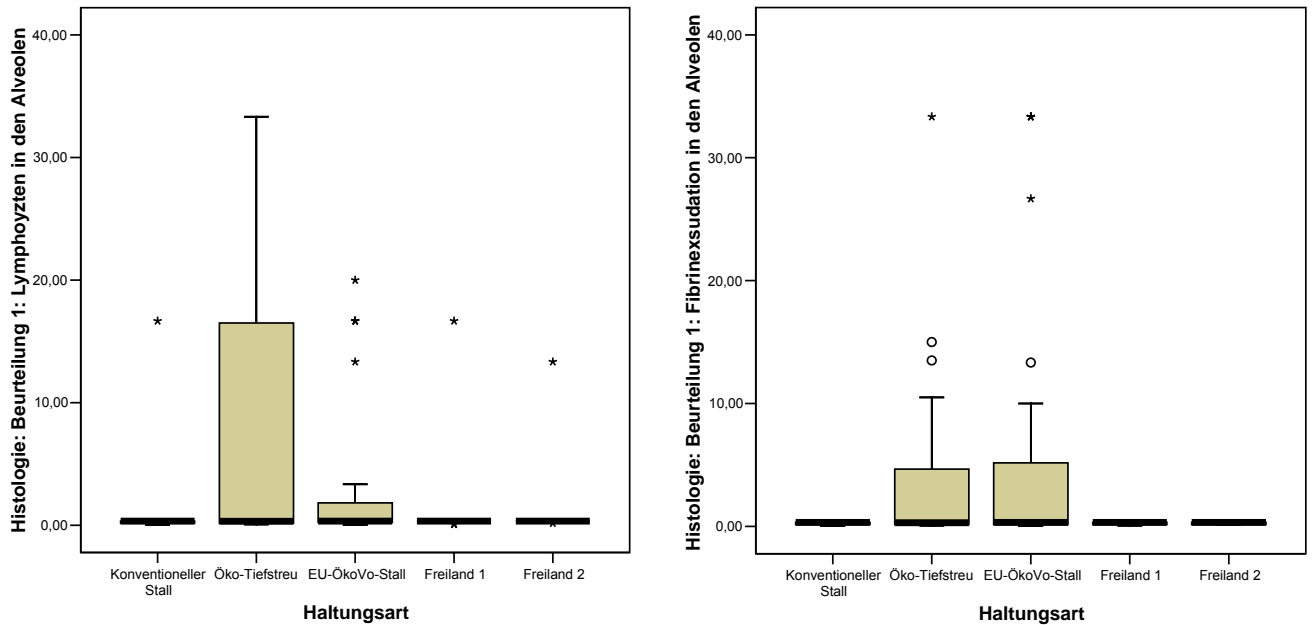 Histologie: Beurteilung 1: Lymphoyzten in den Alveolen
40,00
30,00
20,00
10,00
0,00
Konventioneller
Stall
Öko-Tiefstreu
EU-ÖkoVo-Stall
Freiland 1
Freiland 2
Haltungsart
Histologie: Beurteilung 1: Fibrinexsudation in den Alveolen
40,00
30,00
20,00
10,00
0,00
Konventioneller
Stall
Öko-Tiefstreu
EU-ÖkoVo-Stall
Freiland 1
Freiland 2
Haltungsart